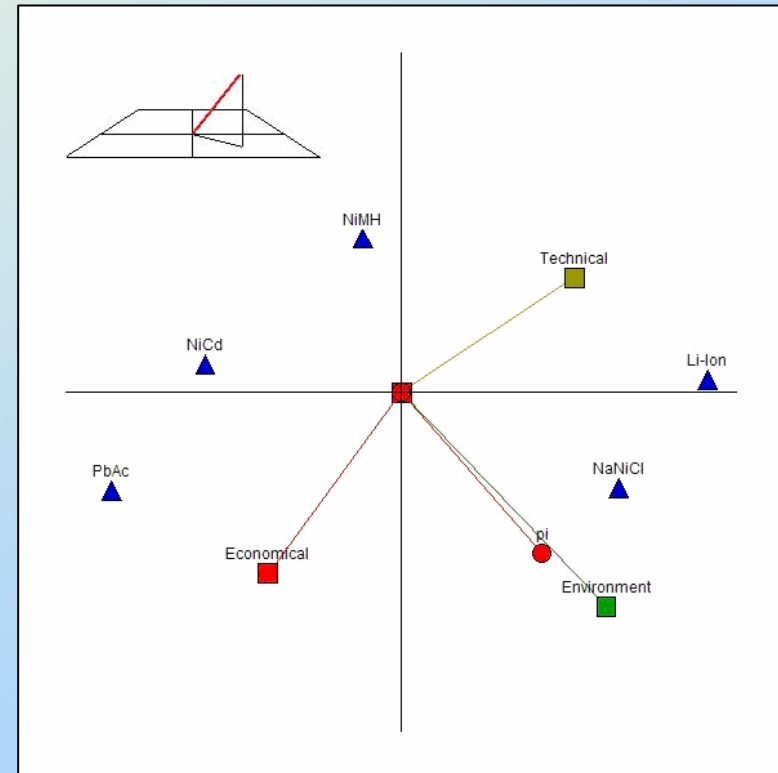 NiMH
Technical
NiCd
Li-Ion
PbAc
NaNiCl
pi
Economical
Environment